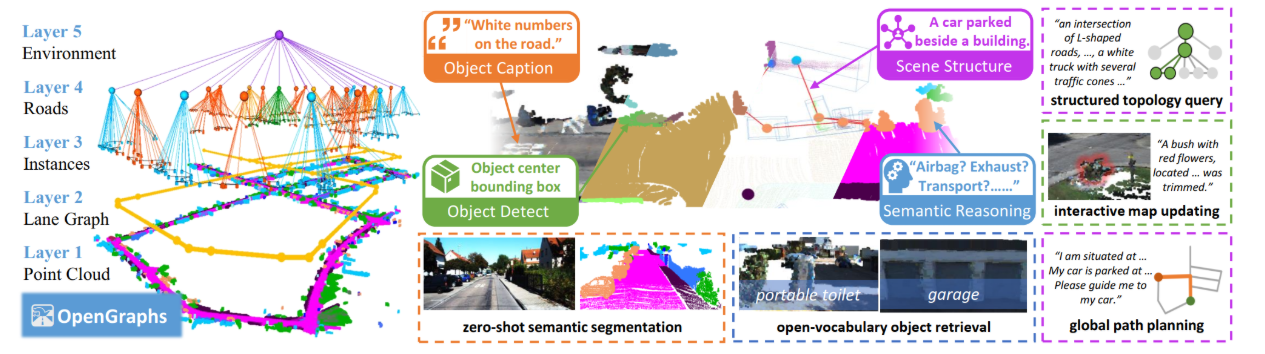 Layer 5
Environment
Layer 4
Roads
Layer 3
Instances
Layer 2
Lane Graph
Layer 1
Point Cloud
OpenGraphs
“White numbers
on the road.”
Object Caption
Object center
bounding box
Object Detect
A car parked
beside a building.
Scene Structure
“Airbag? Exhaust?
Transport?......”
Semantic Reasoning
zero-shot semantic segmentation
portable toilet
garage
open-vocabulary object retrieval
“an intersection
of L-shaped
roads, ..., a white
truck with several
traffic cones ...”
structured topology query
“A bush with
red flowers,
located ... was
trimmed.”
interactive map updating
“I am situated at ...
My car is parked at ...
Please guide me to
my car.”
global path planning